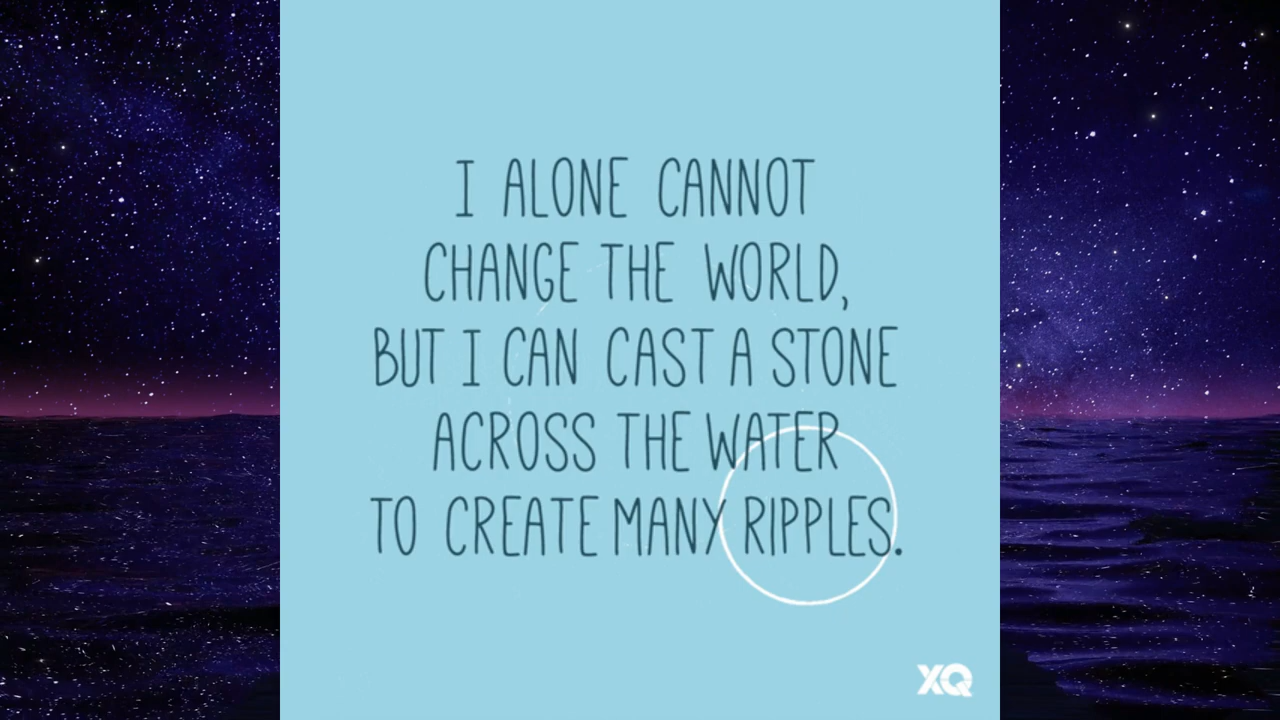 I ALONE CANNOT
CHANGE THE WORLD,
BUT I CAN CAST A STONE
ACROSS THE WATER
TO CREATE MANY RIPPLES.
XQ